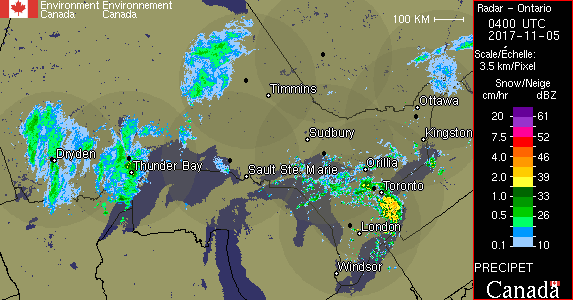 Environment Environnement
Canada Canada
100 KM
Timmins
Ottawa
Kingston
Sudbury
Dryden
Thunder Bay
Sault Ste. Marie
Orillia
Toronto
London
Windsor
Radar - Ontario
0400 UTC
2017-11-05
Scale/Échelle:
3.5 km/Pixel
Snow/Neige
cm/hr dBZ
20 61
7.5 52
4.0 46
2.0 39
1.0 33
0.5 26
0.1 10
PRECIPET
Canada